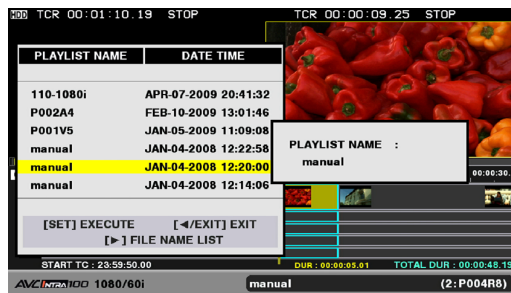 HDD TCR 00:01:10.19 STOP TCR 00:00:09.25 STOP
PLAYLIST NAME DATE TIME
110-1080i APR-07-2009 20:41:32
P002A4 FEB-10-2009 13:01:46
P001V5 JAN-05-2009 11:09:08
manual JAN-04-2008 12:22:58
manual JAN-04-2008 12:20:00
manual JAN-04-2008 12:14:06
PLAYLIST NAME :
manual
00:00:30.
[SET] EXECUTE [◄/EXIT] EXIT
[►] FILE NAME LIST
START TC : 23:59:50.00 DUR : 00:00:05.01 TOTAL DUR : 00:00:48.15
AVC INTRA 100 1080/60i manual (2:P004R8)